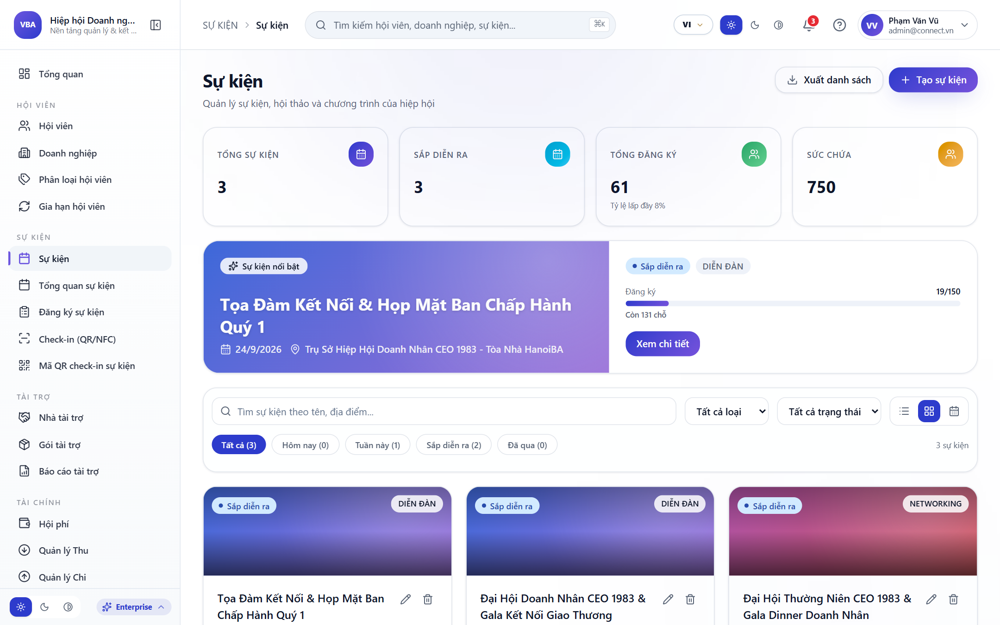 VBA
Hiệp hội Doanh ng...
Nền tảng quản lý & kết ...
SỰ KIỆN
Sự kiện
Tìm kiếm hội viên, doanh nghiệp, sự kiện...
⌘K
VI
3
VV
Phạm Văn Vũ
admin@connect.vn
Tổng quan
HỘI VIÊN
Hội viên
Doanh nghiệp
Phân loại hội viên
Gia hạn hội viên
SỰ KIỆN
Sự kiện
Tổng quan sự kiện
Đăng ký sự kiện
Check-in (QR/NFC)
Mã QR check-in sự kiện
TÀI TRỢ
Nhà tài trợ
Gói tài trợ
Báo cáo tài trợ
TÀI CHÍNH
Hội phí
Quản lý Thu
Quản lý Chi
Enterprise
Sự kiện
Quản lý sự kiện, hội thảo và chương trình của hiệp hội
Xuất danh sách
Tạo sự kiện
TỔNG SỰ KIỆN
3
SẮP DIỄN RA
3
TỔNG ĐĂNG KÝ
61
Tỷ lệ lấp đầy 8%
SỨC CHỨA
750
Sự kiện nổi bật
Tọa Đàm Kết Nối & Họp Mặt Ban Chấp Hành
Quý 1
24/9/2026
Trụ Sở Hiệp Hội Doanh Nhân CEO 1983 - Tòa Nhà HanoiBA
Sắp diễn ra
DIỄN ĐÀN
Đăng ký
19/150
Còn 131 chỗ
Xem chi tiết
Tìm sự kiện theo tên, địa điểm...
Tất cả loại
Tất cả trạng thái
Tất cả (3)
Hôm nay (0)
Tuần này (1)
Sắp diễn ra (2)
Đã qua (0)
3 sự kiện
Sắp diễn ra
DIỄN ĐÀN
Tọa Đàm Kết Nối & Họp Mặt Ban
Chấp Hành Quý 1
Sắp diễn ra
DIỄN ĐÀN
Đại Hội Doanh Nhân CEO 1983 &
Gala Kết Nối Giao Thương
Sắp diễn ra
NETWORKING
Đại Hội Thường Niên CEO 1983 &
Gala Dinner Doanh Nhân